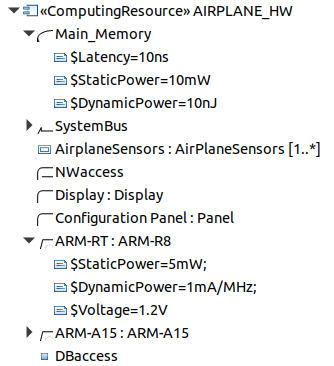 «ComputingResource» AIRPLANE_HW
Main_Memory
$Latency=10ns
$StaticPower=10mW
$DynamicPower=10nJ
SystemBus
AirplaneSensors : AirPlaneSensors [1..*]
NWaccess
Display : Display
Configuration Panel : Panel
ARM-RT : ARM-R8
$StaticPower=5mW;
$DynamicPower=1mA/MHz;
$Voltage=1.2V
ARM-A15 : ARM-A15
DBaccess